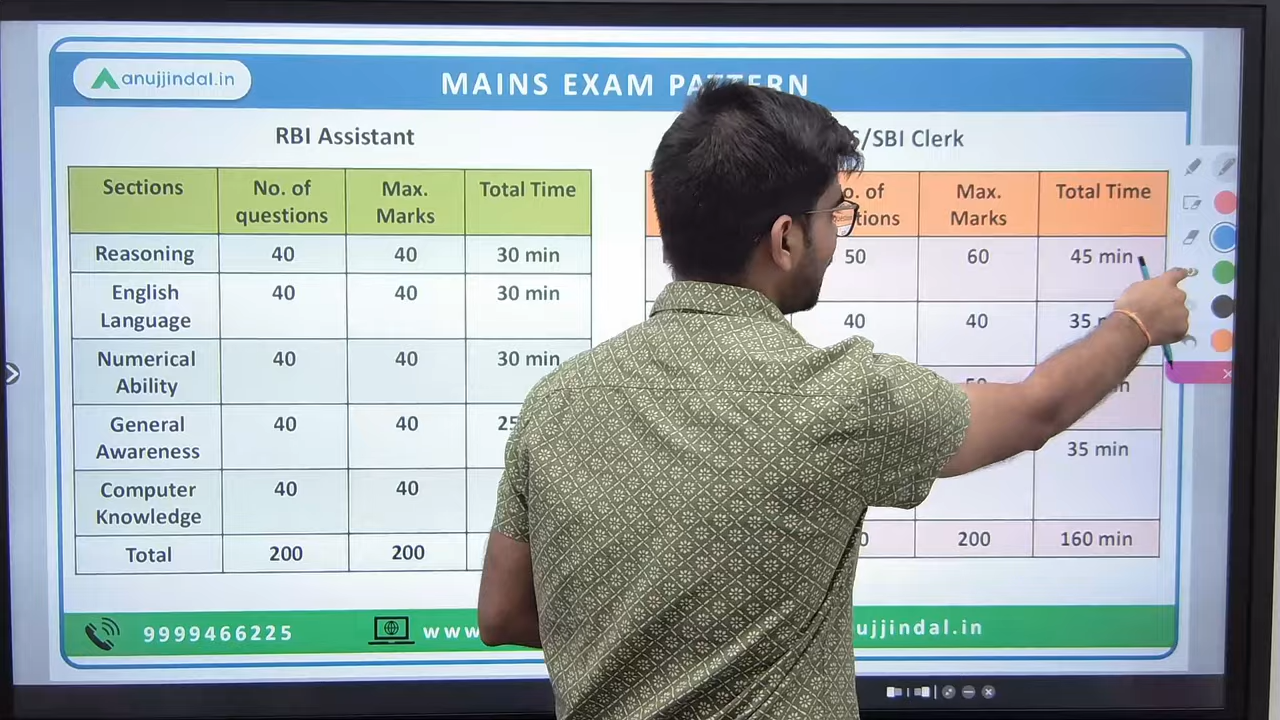 anujjindal.in
MAINS EXAM PATTERN
RBI Assistant
/SBI Clerk
Sections No. of questions Max. Marks Total Time
Reasoning 40 40 30 min
English Language 40 40 30 min
Numerical Ability 40 40 30 min
General Awareness 40 40 25
Computer Knowledge 40 40
Total 200 200
of Max. Marks Total Time
50 60 45 min
40 40 35
35 min
200 160 min
9999466225
www
ujjindal.in